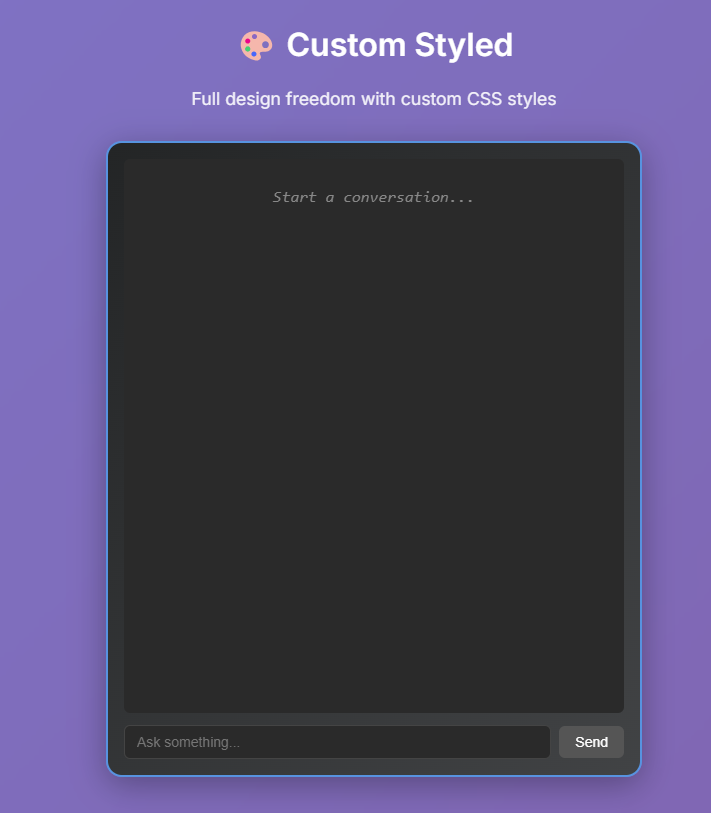 Custom Styled
Full design freedom with custom CSS styles
Start a conversation...
Ask something...
Send